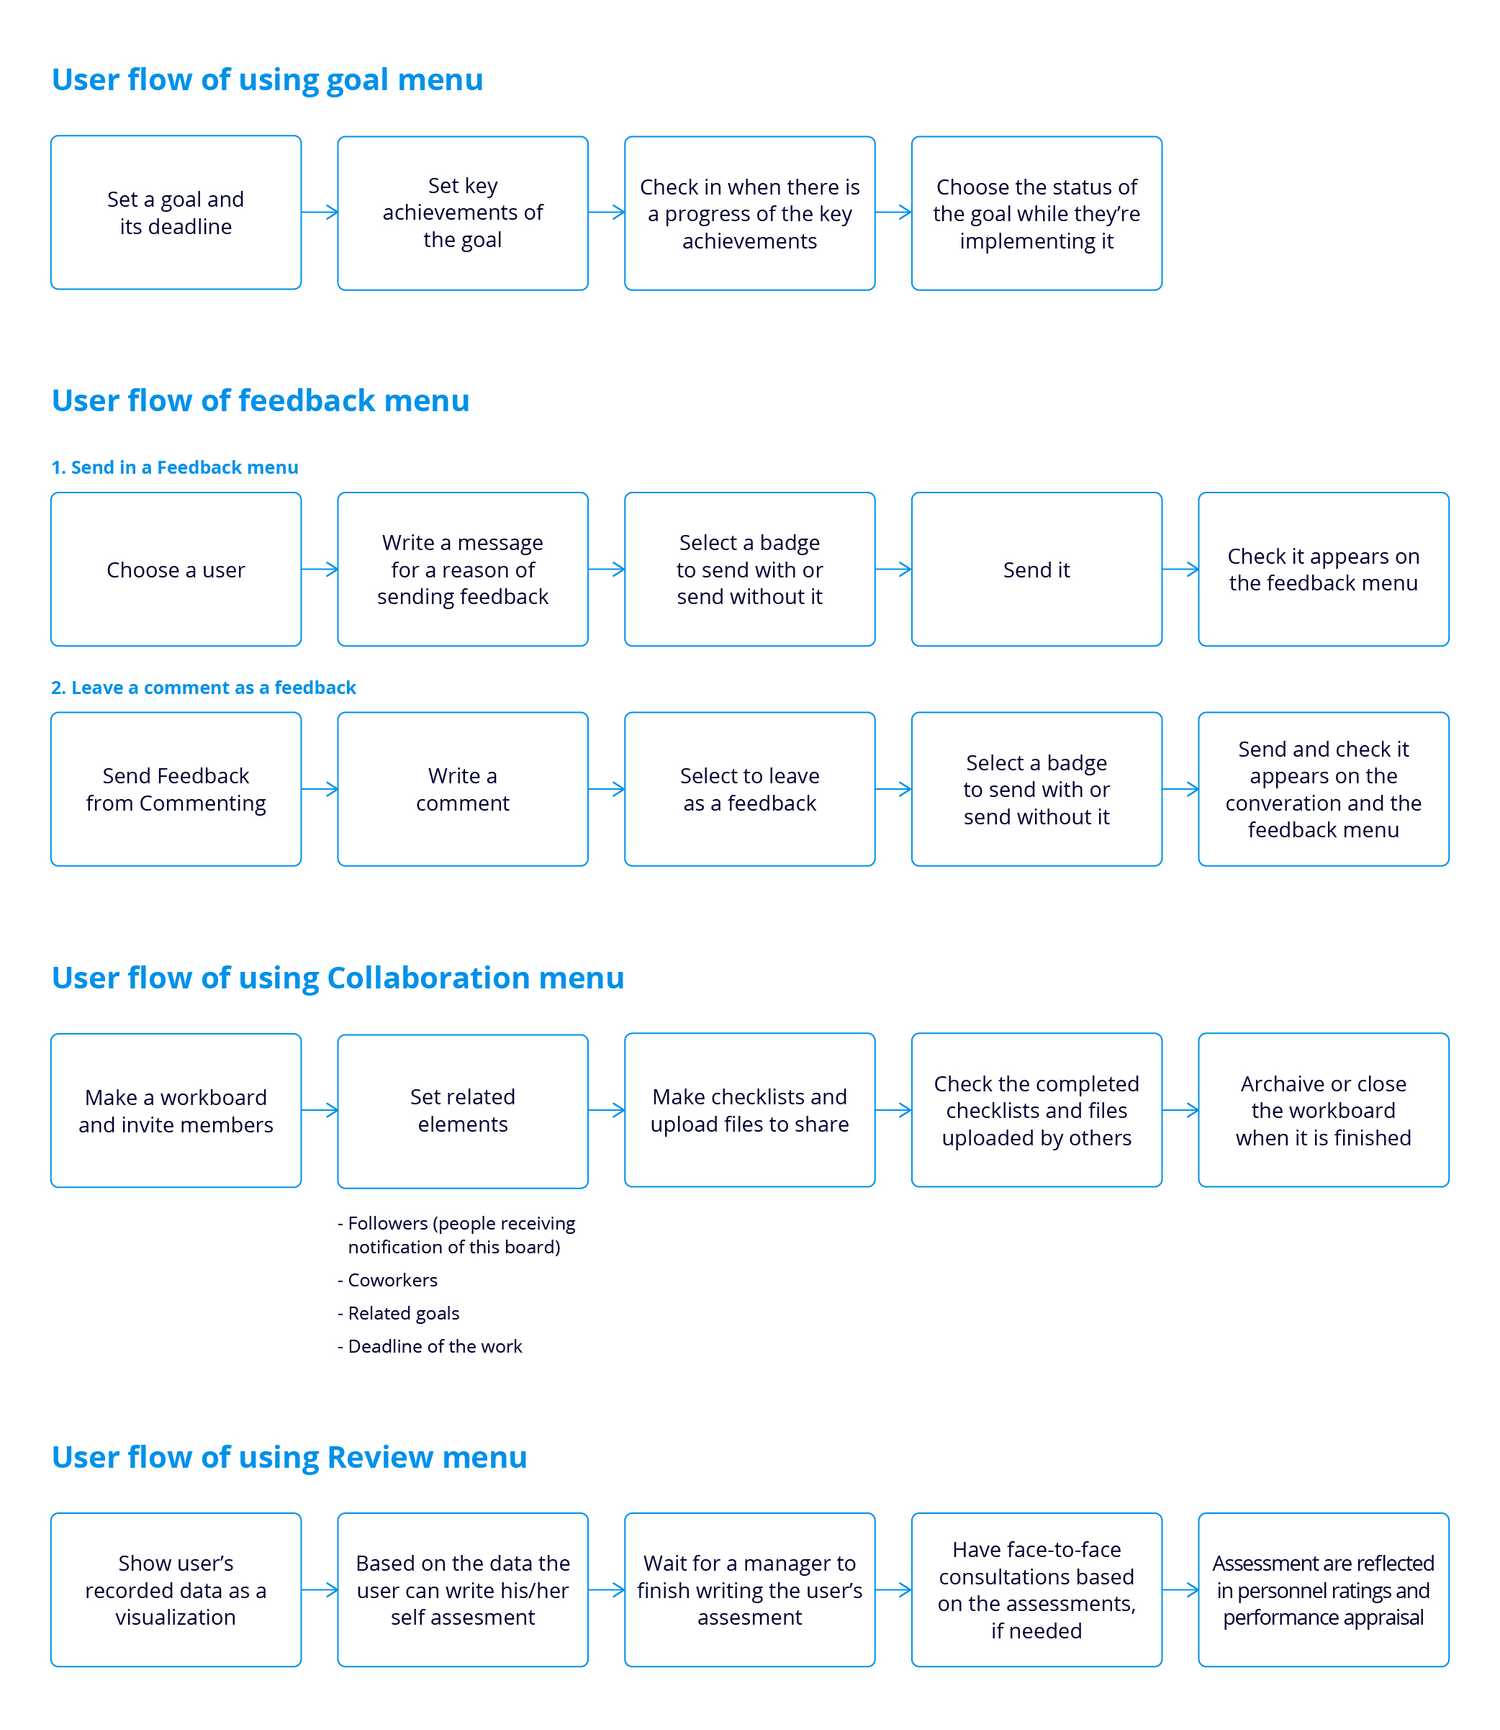 User flow of using goal menu
Set a goal and
its deadline
Set key
achievements of
the goal
Check in when there is
a progress of the key
achievements
Choose the status of
the goal while they’re
implementing it
User flow of feedback menu
1. Send in a Feedback menu
Choose a user
Write a message
for a reason of
sending feedback
Select a badge
to send with or
send without it
Send it
Check it appears on
the feedback menu
2. Leave a comment as a feedback
Send Feedback
from Commenting
Write a
comment
Select to leave
as a feedback
Select a badge
to send with or
send without it
Send and check it
appears on the
converation and the
feedback menu
User flow of using Collaboration menu
Make a workboard
and invite members
Set related
elements
Make checklists and
upload files to share
Check the completed
checklists and files
uploaded by others
Archaive or close
the workboard
when it is finished
- Followers (people receiving
notification of this board)
- Coworkers
- Related goals
- Deadline of the work
User flow of using Review menu
Show user’s
recorded data as a
visualization
Based on the data the
user can write his/her
self assesment
Wait for a manager to
finish writing the user’s
assesment
Have face-to-face
consultations based
on the assessments,
if needed
Assessment are reflected
in personnel ratings and
performance appraisal